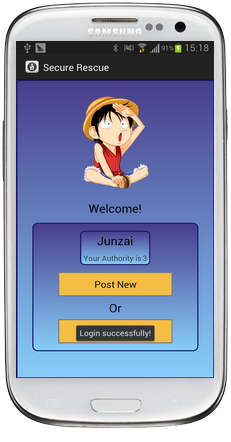 SAMSUNG
91% 15:18
Secure Rescue
Welcome!
Junzai
Your Authority is 3
Post New
Or
Login successfully!